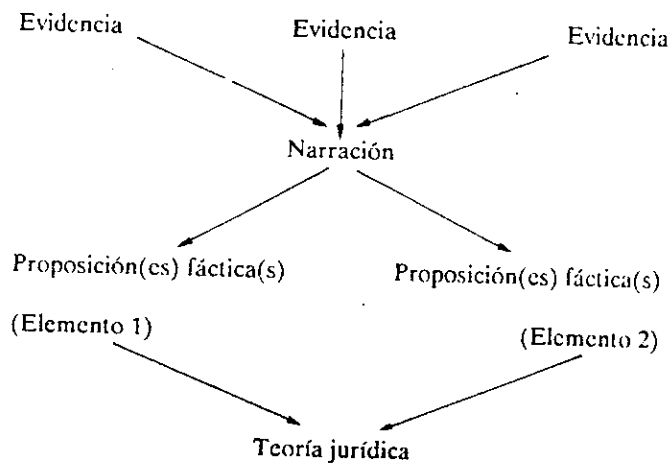 Evidencia
Evidencia
Evidencia
Narración
Proposición(es) fáctica(s)
Proposición(es) fáctica(s)
(Elemento 1)
(Elemento 2)
Teoría jurídica